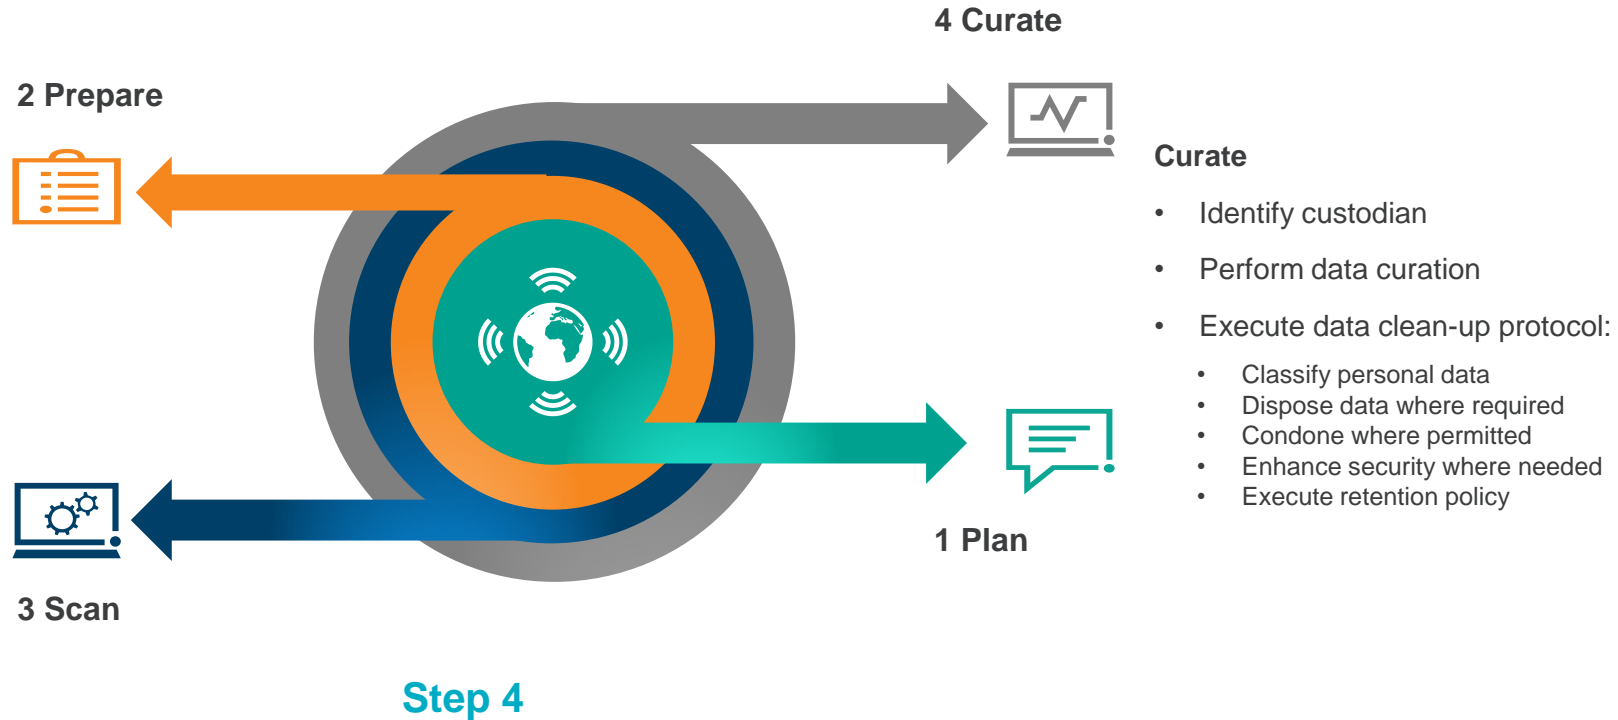 4 Curate
2 Prepare
Curate
• Identify custodian
• Perform data curation
• Execute data clean-up protocol:
• Classify personal data
• Dispose data where required
• Condone where permitted
• Enhance security where needed
• Execute retention policy
1 Plan
3 Scan
Step 4